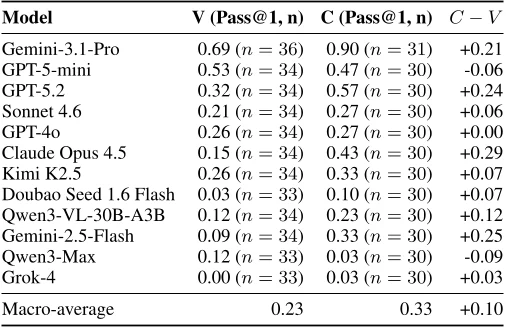 Model V (Pass@1, n) C (Pass@1, n) C − V
Gemini-3.1-Pro 0.69 (n = 36) 0.90 (n = 31) +0.21
GPT-5-mini 0.53 (n = 34) 0.47 (n = 30) -0.06
GPT-5.2 0.32 (n = 34) 0.57 (n = 30) +0.24
Sonnet 4.6 0.21 (n = 34) 0.27 (n = 30) +0.06
GPT-4o 0.26 (n = 34) 0.27 (n = 30) +0.00
Claude Opus 4.5 0.15 (n = 34) 0.43 (n = 30) +0.29
Kimi K2.5 0.26 (n = 34) 0.33 (n = 30) +0.07
Doubao Seed 1.6 Flash 0.03 (n = 33) 0.10 (n = 30) +0.07
Qwen3-VL-30B-A3B 0.12 (n = 34) 0.23 (n = 30) +0.12
Gemini-2.5-Flash 0.09 (n = 34) 0.33 (n = 30) +0.25
Qwen3-Max 0.12 (n = 33) 0.03 (n = 30) -0.09
Grok-4 0.00 (n = 33) 0.03 (n = 30) +0.03
Macro-average 0.23 0.33 +0.10